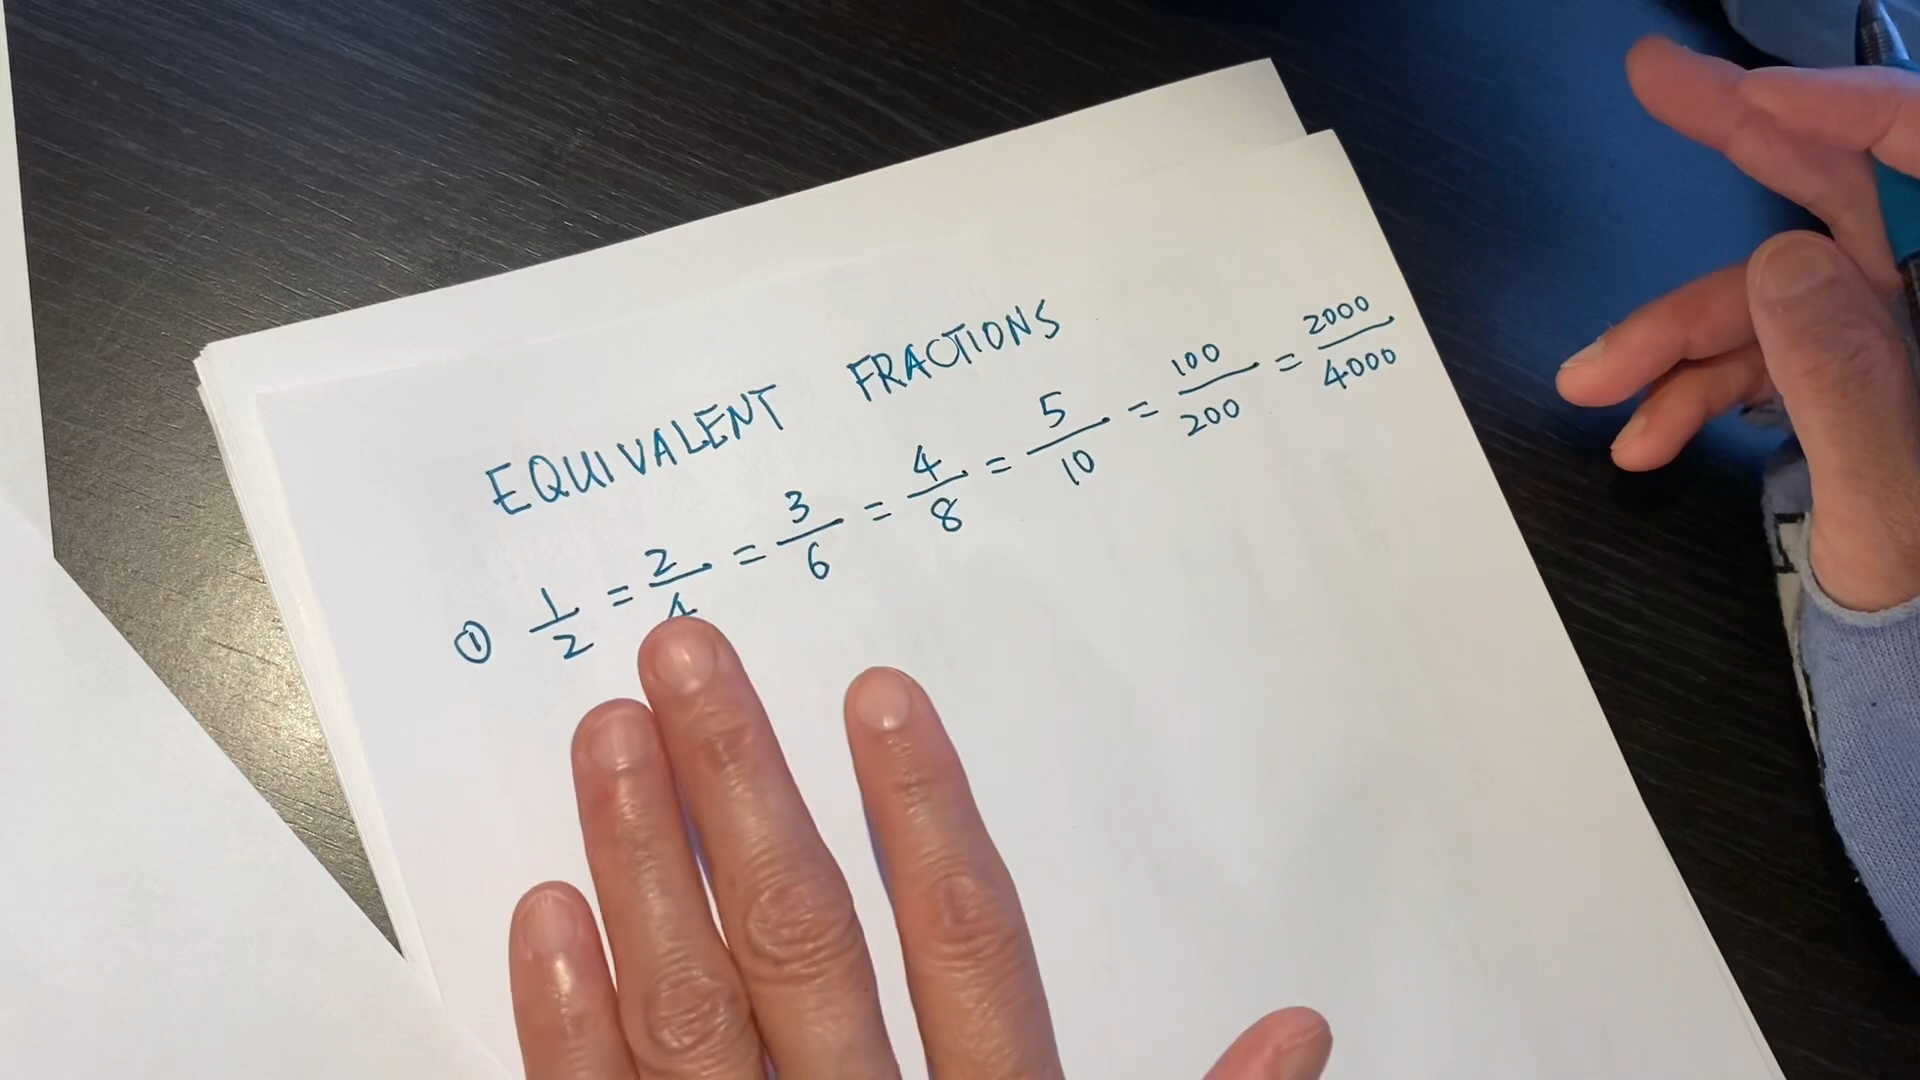 EQUIVALENT FRACTIONS
① 1/2 = 2/4 = 3/6 = 4/8 = 5/10 = 100/200 = 2000/4000